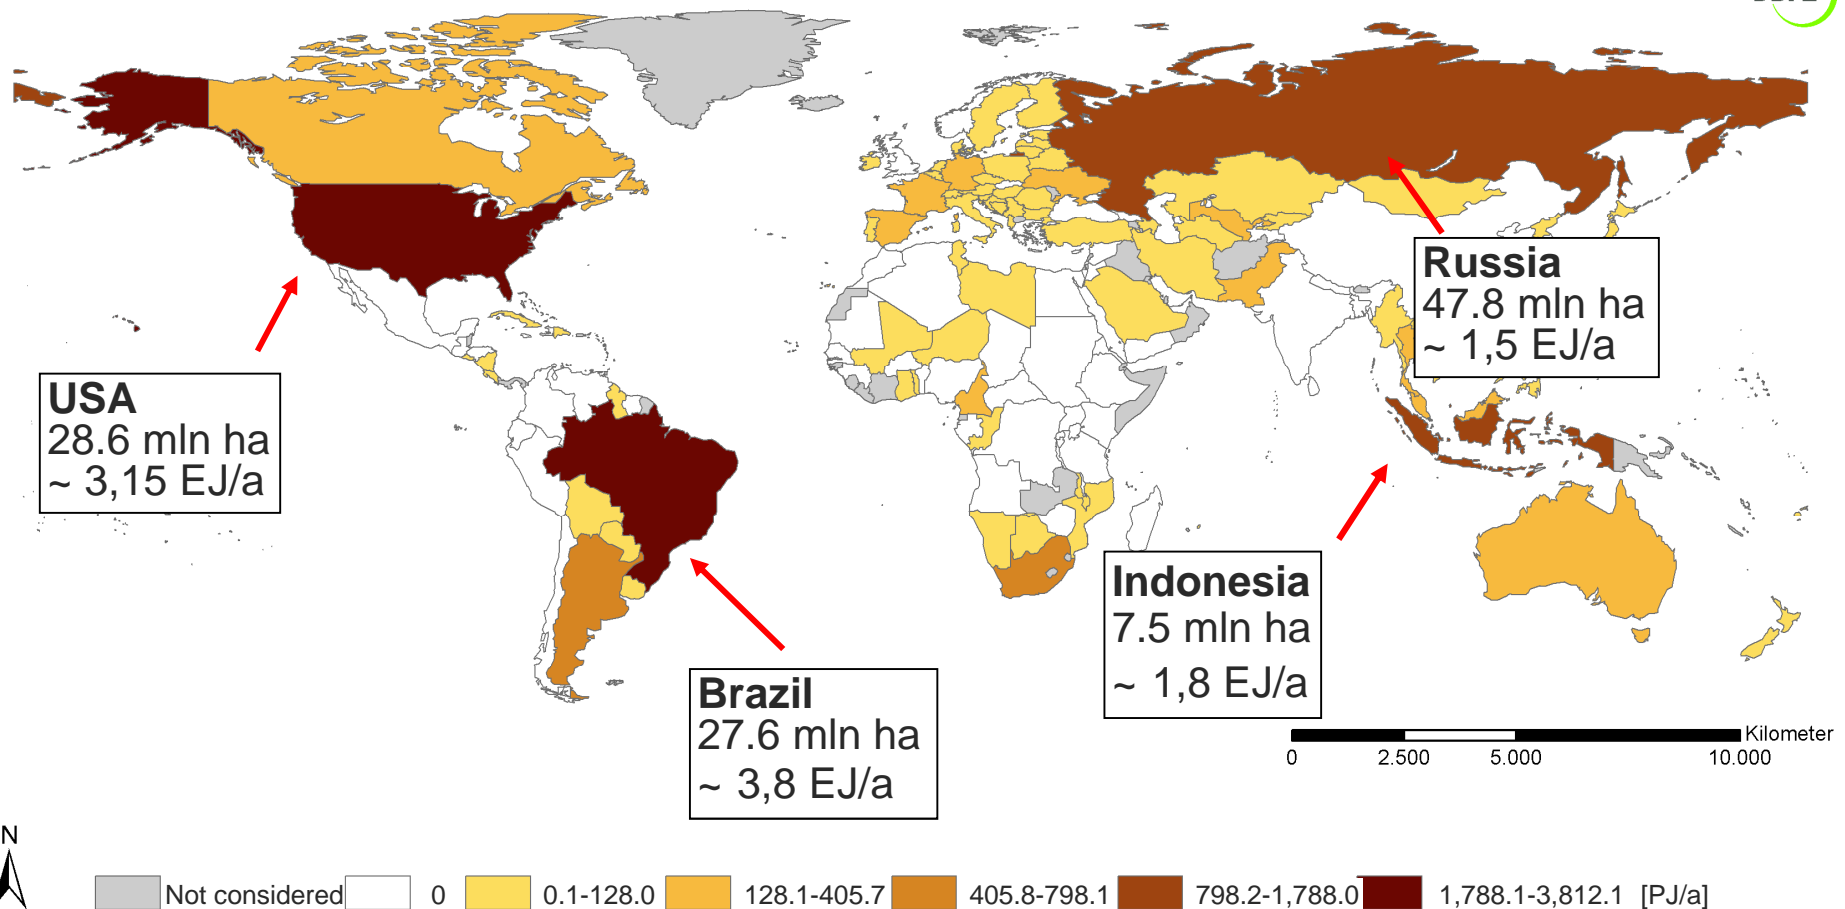 Russia
47.8 mln ha
~ 1,5 EJ/a
USA
28.6 mln ha
~ 3,15 EJ/a
Indonesia
7.5 mln ha
~ 1,8 EJ/a
Brazil
27.6 mln ha
~ 3,8 EJ/a
Kilometer
0 2.500 5.000 10.000
N
Not considered 0 0.1-128.0 128.1-405.7 405.8-798.1 798.2-1,788.0 1,788.1-3,812.1 [PJ/a]